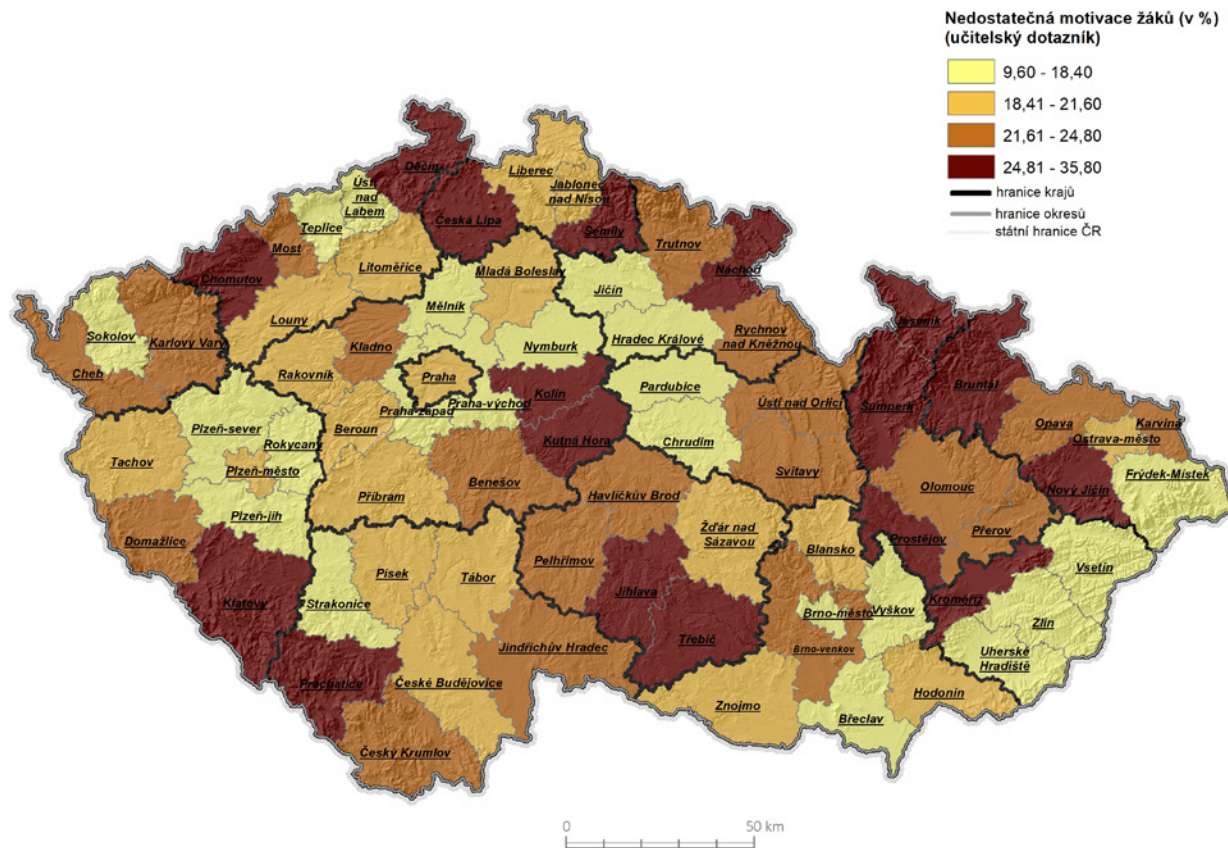 Nedostatečná motivace žáků (v %)
(učitelský dotazník)
9,60 - 18,40
18,41 - 21,60
21,61 - 24,80
24,81 - 35,80
hranice krajů
hranice okresů
státní hranice ČR
Děčín
Liberec
Ústí
nad
Labem
Jablonec
nad Nisou
Česká Lípa
Teplice
Semily
Most
Trutnov
Litoměřice
Mladá Boleslav
Náchod
Chomutov
Jičín
Mělník
Louny
Jeseník
Sokolov
Karlovy Vary
Kladno
Nymburk
Hradec Králové
Rychnov
nad Kněžnou
Cheb
Rakovník
Praha
Pardubice
Bruntál
Kolín
Praha-východ
Praha-západ
Ústí nad Orlicí
Šumperk
Opava
Karviná
Ostrava-město
Plzeň-sever
Beroun
Rokycany
Kutná Hora
Chrudim
Tachov
Plzeň-město
Svitavy
Frýdek-Místek
Příbram
Benešov
Havlíčkův Brod
Olomouc
Nový Jičín
Plzeň-jih
Žďár nad
Sázavou
Přerov
Domažlice
Prostějov
Blansko
Pelhřimov
Vsetín
Písek
Tábor
Klatovy
Jihlava
Kroměříž
Strakonice
Brno-město
Vyškov
Zlín
Třebíč
Jindřichův Hradec
Brno-venkov
Uherské
Hradiště
Prachatice
České Budějovice
Hodonín
Znojmo
Břeclav
Český Krumlov
0 50 km